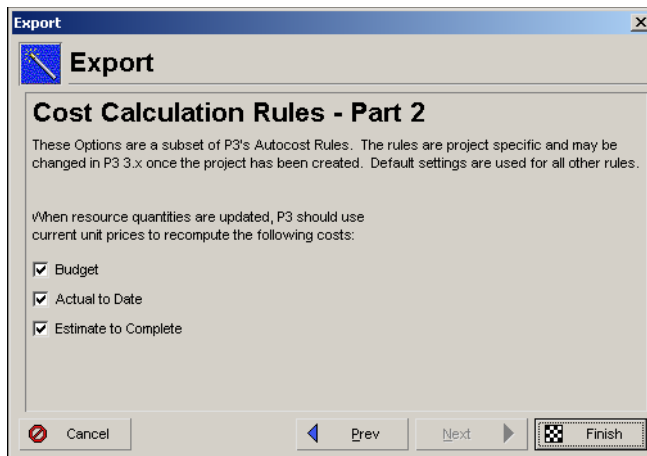 Export
Export
Cost Calculation Rules - Part 2
These Options are a subset of P3's Autocost Rules. The rules are project specific and may be
changed in P3 3.x once the project has been created. Default settings are used for all other rules.
When resource quantities are updated, P3 should use
current unit prices to recompute the following costs:
Budget
Actual to Date
Estimate to Complete
Cancel Prev Next Finish